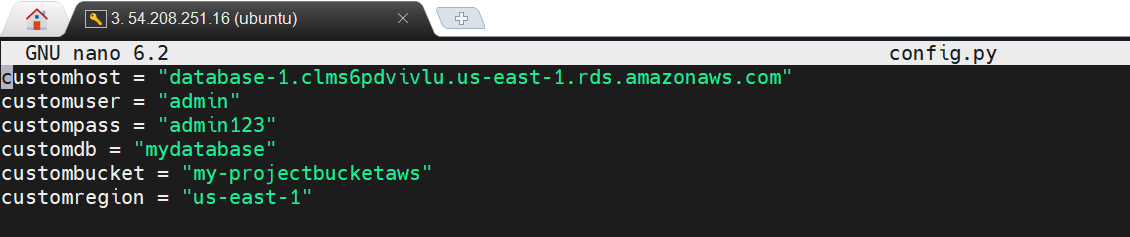 3. 54.208.251.16 (ubuntu)
GNU nano 6.2 config.py
customhost = "database-1.clms6pdvivlu.us-east-1.rds.amazonaws.com"
customuser = "admin"
custompass = "admin123"
customdb = "mydatabase"
custombucket = "my-projectbucketaws"
customregion = "us-east-1"